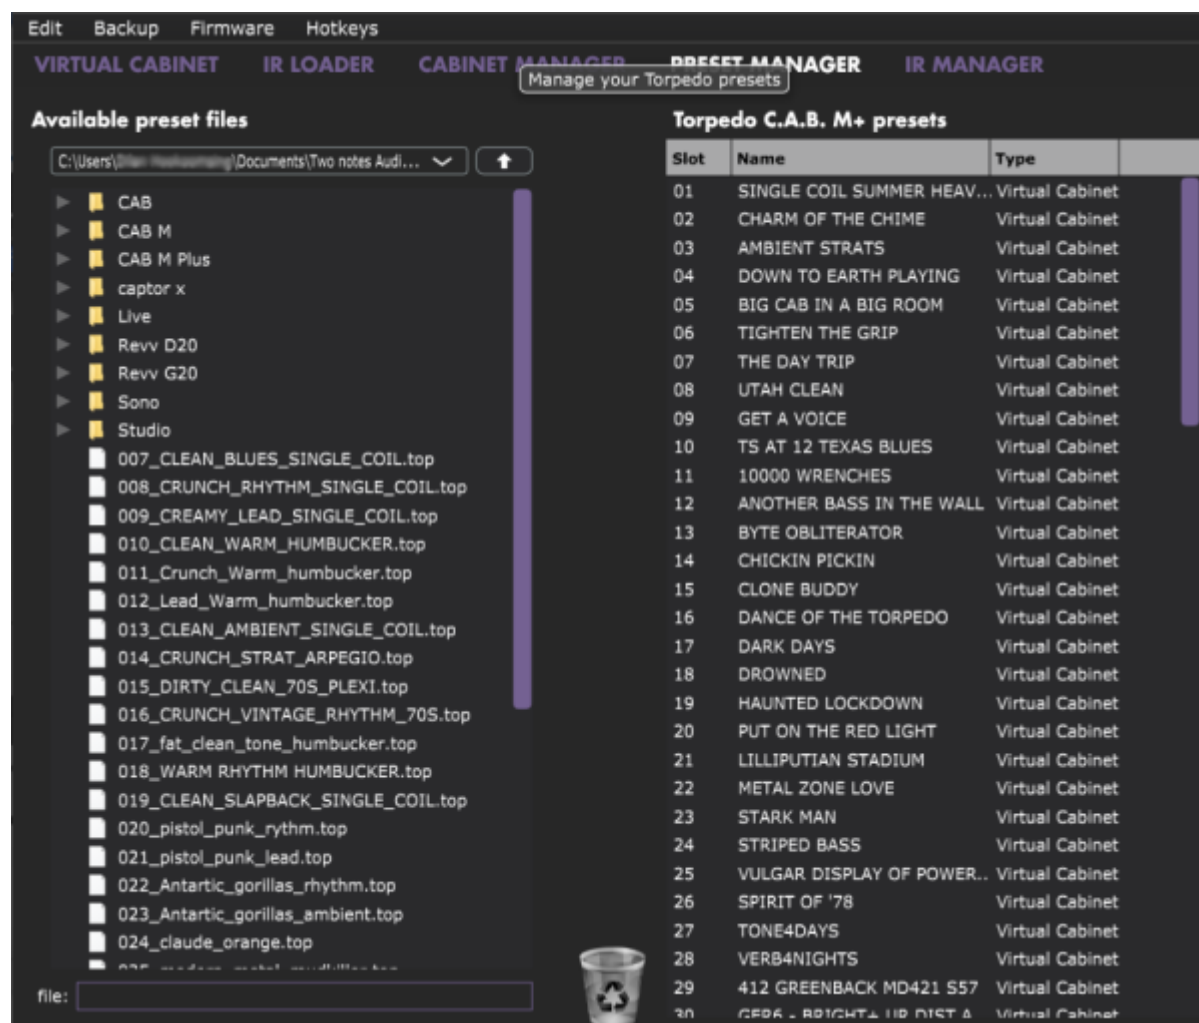 Edit Backup Firmware Hotkeys
VIRTUAL CABINET IR LOADER CABINET MANAGER PRESET MANAGER IR MANAGER
Manage your Torpedo presets
Available preset files
C:\Users\ \Documents\Two notes Audi...
CAB
CAB M
CAB M Plus
captor x
Live
Revv D20
Revv G20
Sono
Studio
007_CLEAN_BLUES_SINGLE_COIL.top
008_CRUNCH_RHYTHM_SINGLE_COIL.top
009_CREAMY_LEAD_SINGLE_COIL.top
010_CLEAN_WARM_HUMBUCKER.top
011_Crunch_Warm_humbucker.top
012_Lead_Warm_humbucker.top
013_CLEAN_AMBIENT_SINGLE_COIL.top
014_CRUNCH_STRAT_ARPEGIO.top
015_DIRTY_CLEAN_70S_PLEXI.top
016_CRUNCH_VINTAGE_RHYTHM_70S.top
017_fat_clean_tone_humbucker.top
018_WARM RHYTHM HUMBUCKER.top
019_CLEAN_SLAPBACK_SINGLE_COIL.top
020_pistol_punk_rythm.top
021_pistol_punk_lead.top
022_Antartic_gorillas_rhythm.top
023_Antartic_gorillas_ambient.top
024_claude_orange.top
file:
Torpedo C.A.B. M+ presets
Slot Name Type
01 SINGLE COIL SUMMER HEAV... Virtual Cabinet
02 CHARM OF THE CHIME Virtual Cabinet
03 AMBIENT STRATS Virtual Cabinet
04 DOWN TO EARTH PLAYING Virtual Cabinet
05 BIG CAB IN A BIG ROOM Virtual Cabinet
06 TIGHTEN THE GRIP Virtual Cabinet
07 THE DAY TRIP Virtual Cabinet
08 UTAH CLEAN Virtual Cabinet
09 GET A VOICE Virtual Cabinet
10 TS AT 12 TEXAS BLUES Virtual Cabinet
11 10000 WRENCHES Virtual Cabinet
12 ANOTHER BASS IN THE WALL Virtual Cabinet
13 BYTE OBLITERATOR Virtual Cabinet
14 CHICKIN PICKIN Virtual Cabinet
15 CLONE BUDDY Virtual Cabinet
16 DANCE OF THE TORPEDO Virtual Cabinet
17 DARK DAYS Virtual Cabinet
18 DROWNED Virtual Cabinet
19 HAUNTED LOCKDOWN Virtual Cabinet
20 PUT ON THE RED LIGHT Virtual Cabinet
21 LILLIPUTIAN STADIUM Virtual Cabinet
22 METAL ZONE LOVE Virtual Cabinet
23 STARK MAN Virtual Cabinet
24 STRIPED BASS Virtual Cabinet
25 VULGAR DISPLAY OF POWER.. Virtual Cabinet
26 SPIRIT OF '78 Virtual Cabinet
27 TONE4DAYS Virtual Cabinet
28 VERB4NIGHTS Virtual Cabinet
29 412 GREENBACK MD421 S57 Virtual Cabinet
30 Virtual Cabinet